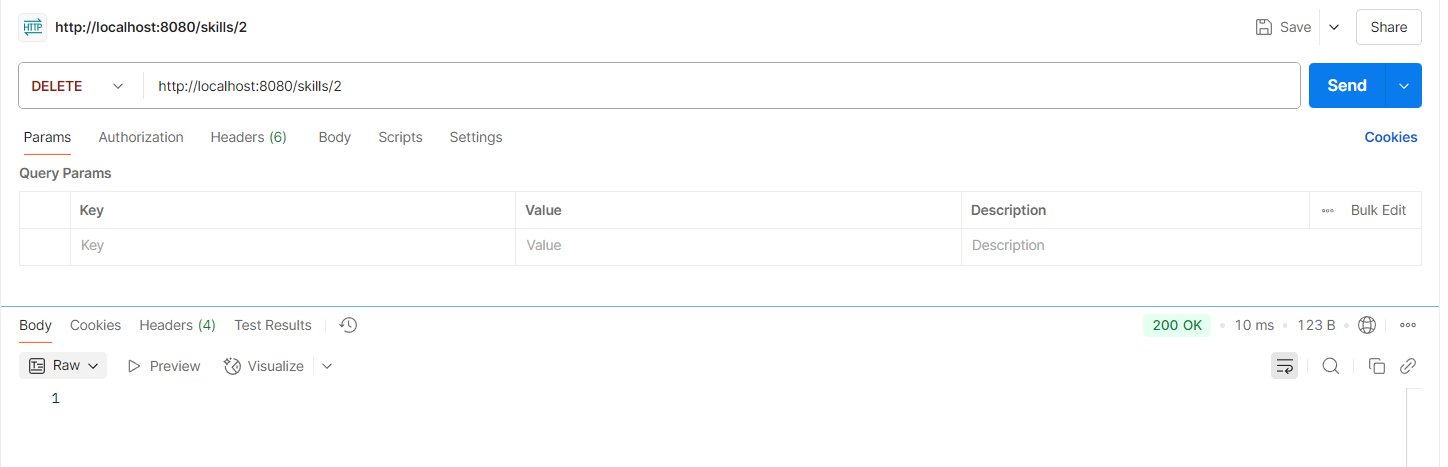 HTTP http://localhost:8080/skills/2 Save Share
DELETE http://localhost:8080/skills/2 Send
Params Authorization Headers (6) Body Scripts Settings Cookies
Query Params
Key Value Description Bulk Edit
Key Value Description
Body Cookies Headers (4) Test Results 200 OK • 10 ms • 123 B •
Raw Preview Visualize
1